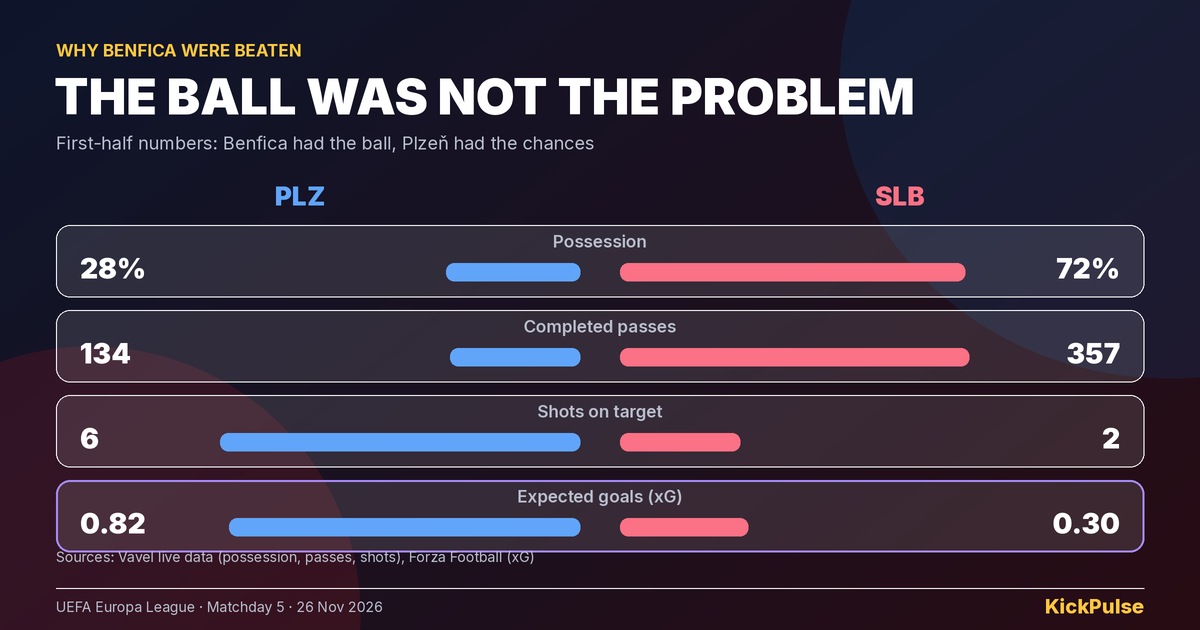 WHY BENFICA WERE BEATEN
THE BALL WAS NOT THE PROBLEM
First-half numbers: Benfica had the ball, Plzeň had the chances
PLZ SLB
Possession
28% 72%
Completed passes
134 357
Shots on target
6 2
Expected goals (xG)
0.82 0.30
Sources: Vavel live data (possession, passes, shots), Forza Football (xG)
UEFA Europa League · Matchday 5 · 26 Nov 2026 KickPulse